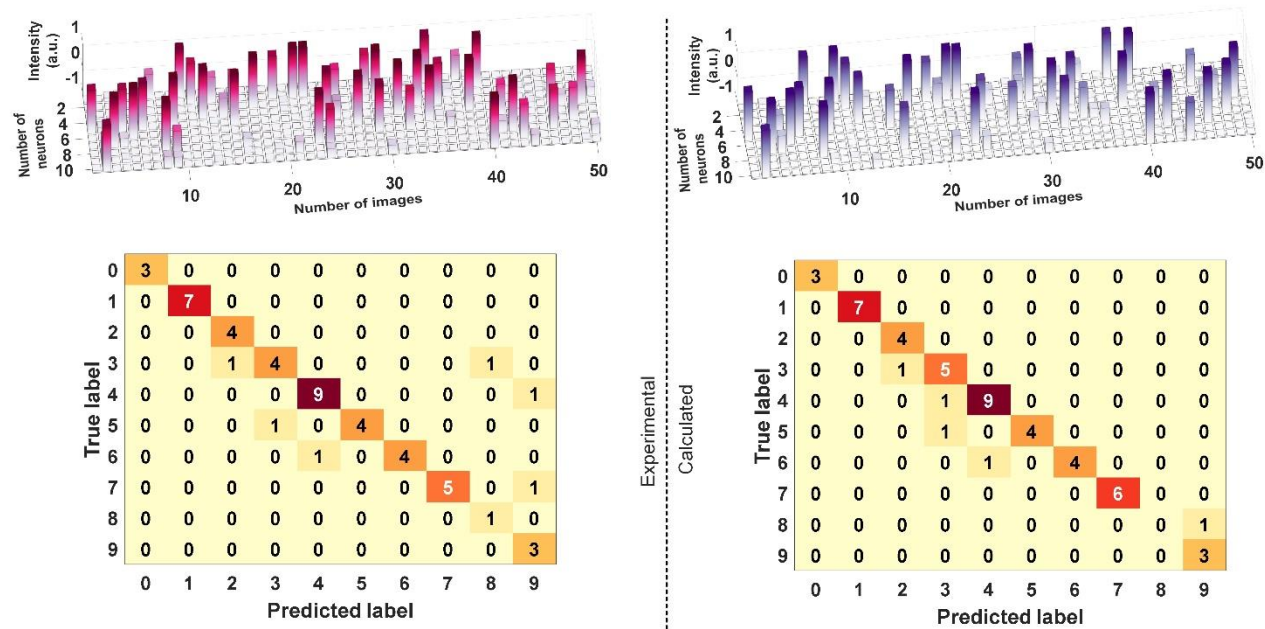 Intensity
(a.u.)
1
0
-1
2
4
6
8
10
Number of
neurons
10
20
30
40
50
Number of images
0 3 0 0 0 0 0 0 0 0 0
1 0 7 0 0 0 0 0 0 0 0
2 0 0 4 0 0 0 0 0 0 0
3 0 0 1 4 0 0 0 0 1 0
4 0 0 0 0 9 0 0 0 0 1
5 0 0 0 1 0 4 0 0 0 0
6 0 0 0 0 1 0 4 0 0 0
7 0 0 0 0 0 0 0 5 0 1
8 0 0 0 0 0 0 0 0 1 0
9 0 0 0 0 0 0 0 0 0 3
0 1 2 3 4 5 6 7 8 9
True label
Predicted label
Experimental
Calculated
Intensity
(a.u.)
1
0
-1
2
4
6
8
10
Number of
neurons
10
20
30
40
50
Number of images
0 3 0 0 0 0 0 0 0 0 0
1 0 7 0 0 0 0 0 0 0 0
2 0 0 4 0 0 0 0 0 0 0
3 0 0 1 5 0 0 0 0 0 0
4 0 0 0 1 9 0 0 0 0 0
5 0 0 0 1 0 4 0 0 0 0
6 0 0 0 0 1 0 4 0 0 0
7 0 0 0 0 0 0 0 6 0 0
8 0 0 0 0 0 0 0 0 0 1
9 0 0 0 0 0 0 0 0 0 3
0 1 2 3 4 5 6 7 8 9
True label
Predicted label